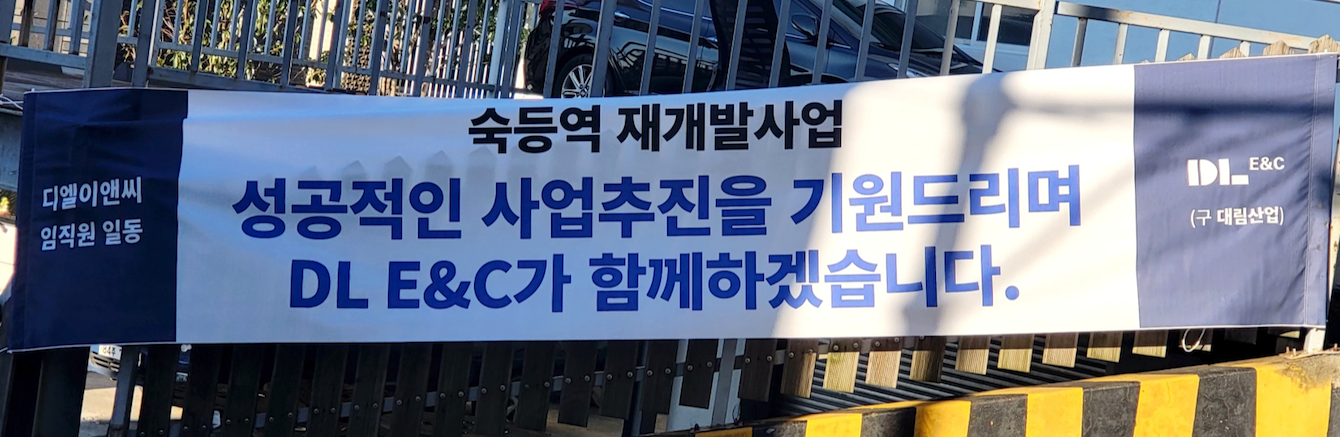 숙등역 재개발사업
성공적인 사업추진을 기원드리며
DL E&C가 함께하겠습니다.
디엘이앤씨
임직원 일동
DL E&C
(구 대림산업)